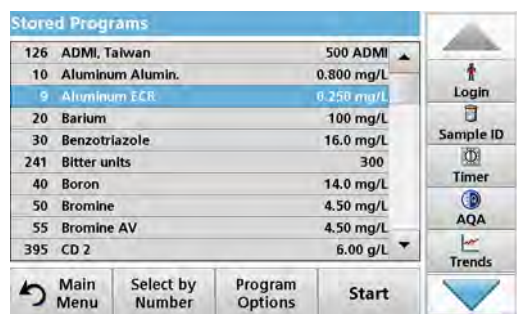 Stored Programs
126 ADMI, Taiwan 500 ADMI
10 Aluminum Alumin. 0.800 mg/L
9 Aluminum ECR 0.250 mg/L
20 Barium 100 mg/L
30 Benzotriazole 16.0 mg/L
241 Bitter units 300
40 Boron 14.0 mg/L
50 Bromine 4.50 mg/L
55 Bromine AV 4.50 mg/L
395 CD 2 6.00 g/L
Main Menu
Select by Number
Program Options
Start
Login
Sample ID
Timer
AQA
Trends